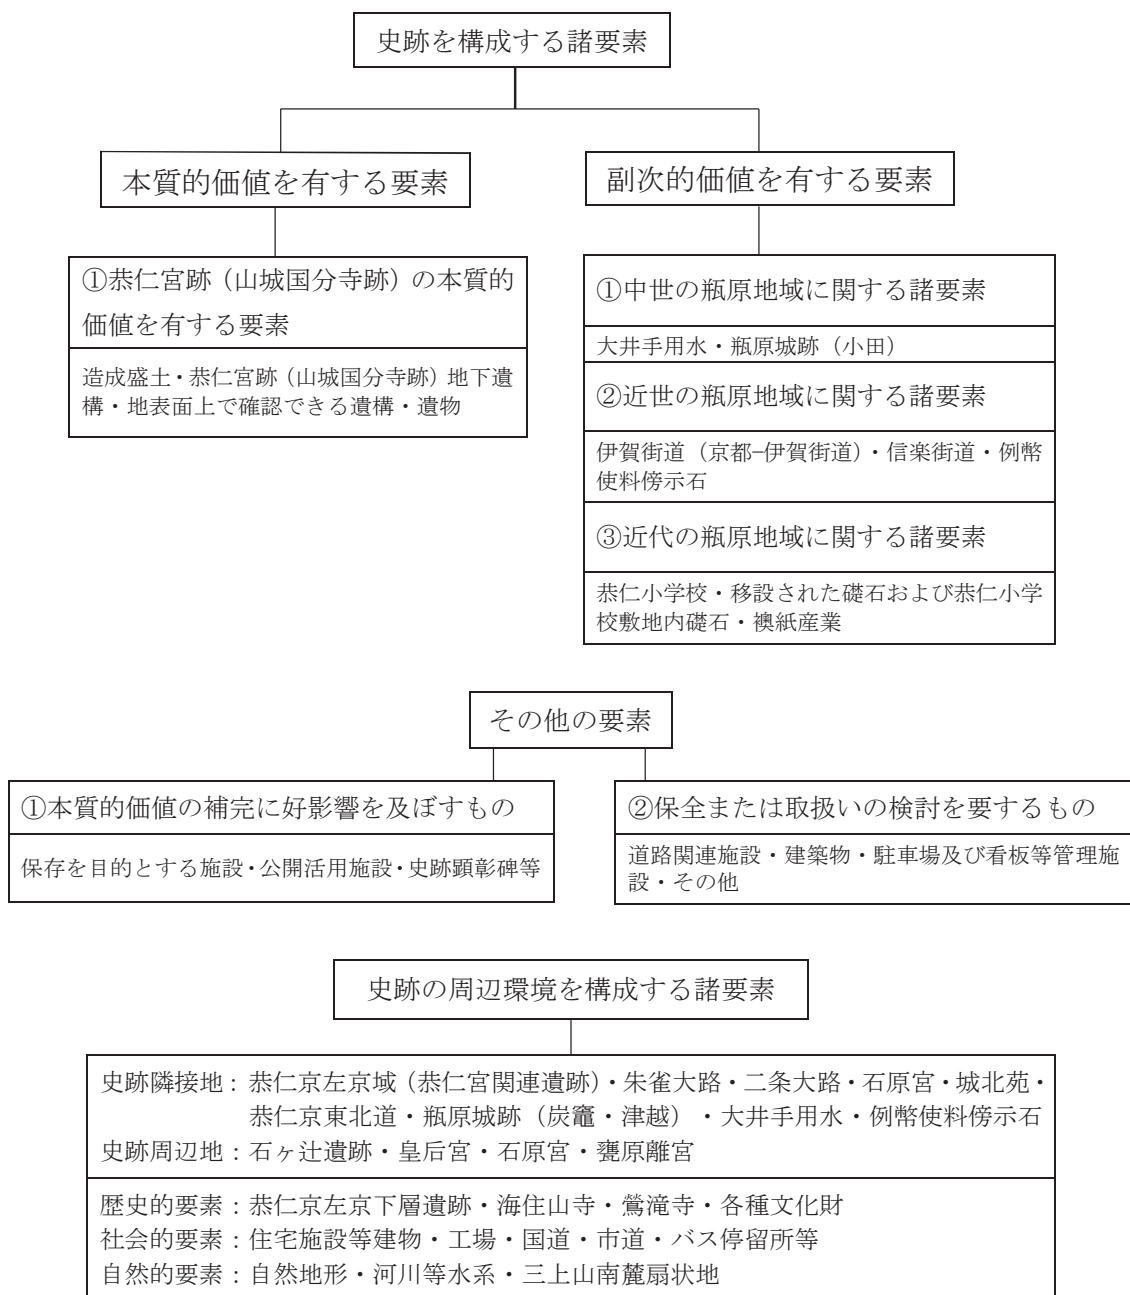 史跡を構成する諸要素
本質的価値を有する要素
①恭仁宮跡（山城国分寺跡）の本質的
価値を有する要素
造成盛土・恭仁宮跡（山城国分寺跡）地下遺
構・地表面上で確認できる遺構・遺物
副次的価値を有する要素
①中世の瓶原地域に関する諸要素
大井手用水・瓶原城跡（小田）
②近世の瓶原地域に関する諸要素
伊賀街道（京都−伊賀街道）・信楽街道・例幣
使料傍示石
③近代の瓶原地域に関する諸要素
恭仁小学校・移設された礎石および恭仁小学
校敷地内礎石・襖紙産業
その他の要素
①本質的価値の補完に好影響を及ぼすもの
保存を目的とする施設・公開活用施設・史跡顕彰碑等
②保全または取扱いの検討を要するもの
道路関連施設・建築物・駐車場及び看板等管理施
設・その他
史跡の周辺環境を構成する諸要素
史跡隣接地：恭仁京左京域（恭仁宮関連遺跡）・朱雀大路・二条大路・石原宮・城北苑・
恭仁京東北道・瓶原城跡（炭竈・津越）・大井手用水・例幣使料傍示石
史跡周辺地：石ヶ辻遺跡・皇后宮・石原宮・甕原離宮
歴史的要素：恭仁京左京下層遺跡・海住山寺・鶯滝寺・各種文化財
社会的要素：住宅施設等建物・工場・国道・市道・バス停留所等
自然的要素：自然地形・河川等水系・三上山南麓扇状地